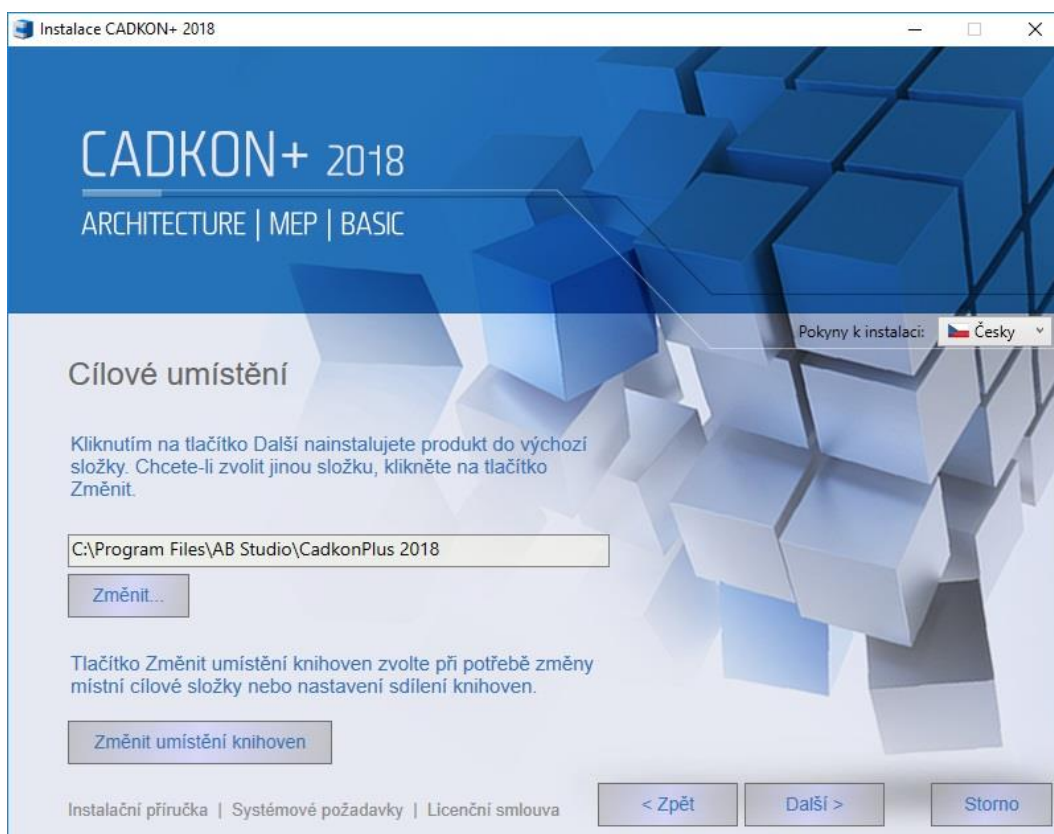 Instalace CADKON+ 2018
CADKON+ 2018
ARCHITECTURE | MEP | BASIC
Pokyny k instalaci: Česky
Cílové umístění
Kliknutím na tlačítko Další nainstalujete produkt do výchozí
složky. Chcete-li zvolit jinou složku, klikněte na tlačítko
Změnit.
C:\Program Files\AB Studio\CadkonPlus 2018
Změnit...
Tlačítko Změnit umístění knihoven zvolte při potřebě změny
místní cílové složky nebo nastavení sdílení knihoven.
Změnit umístění knihoven
Instalační příručka | Systémové požadavky | Licenční smlouva
< Zpět
Další >
Storno